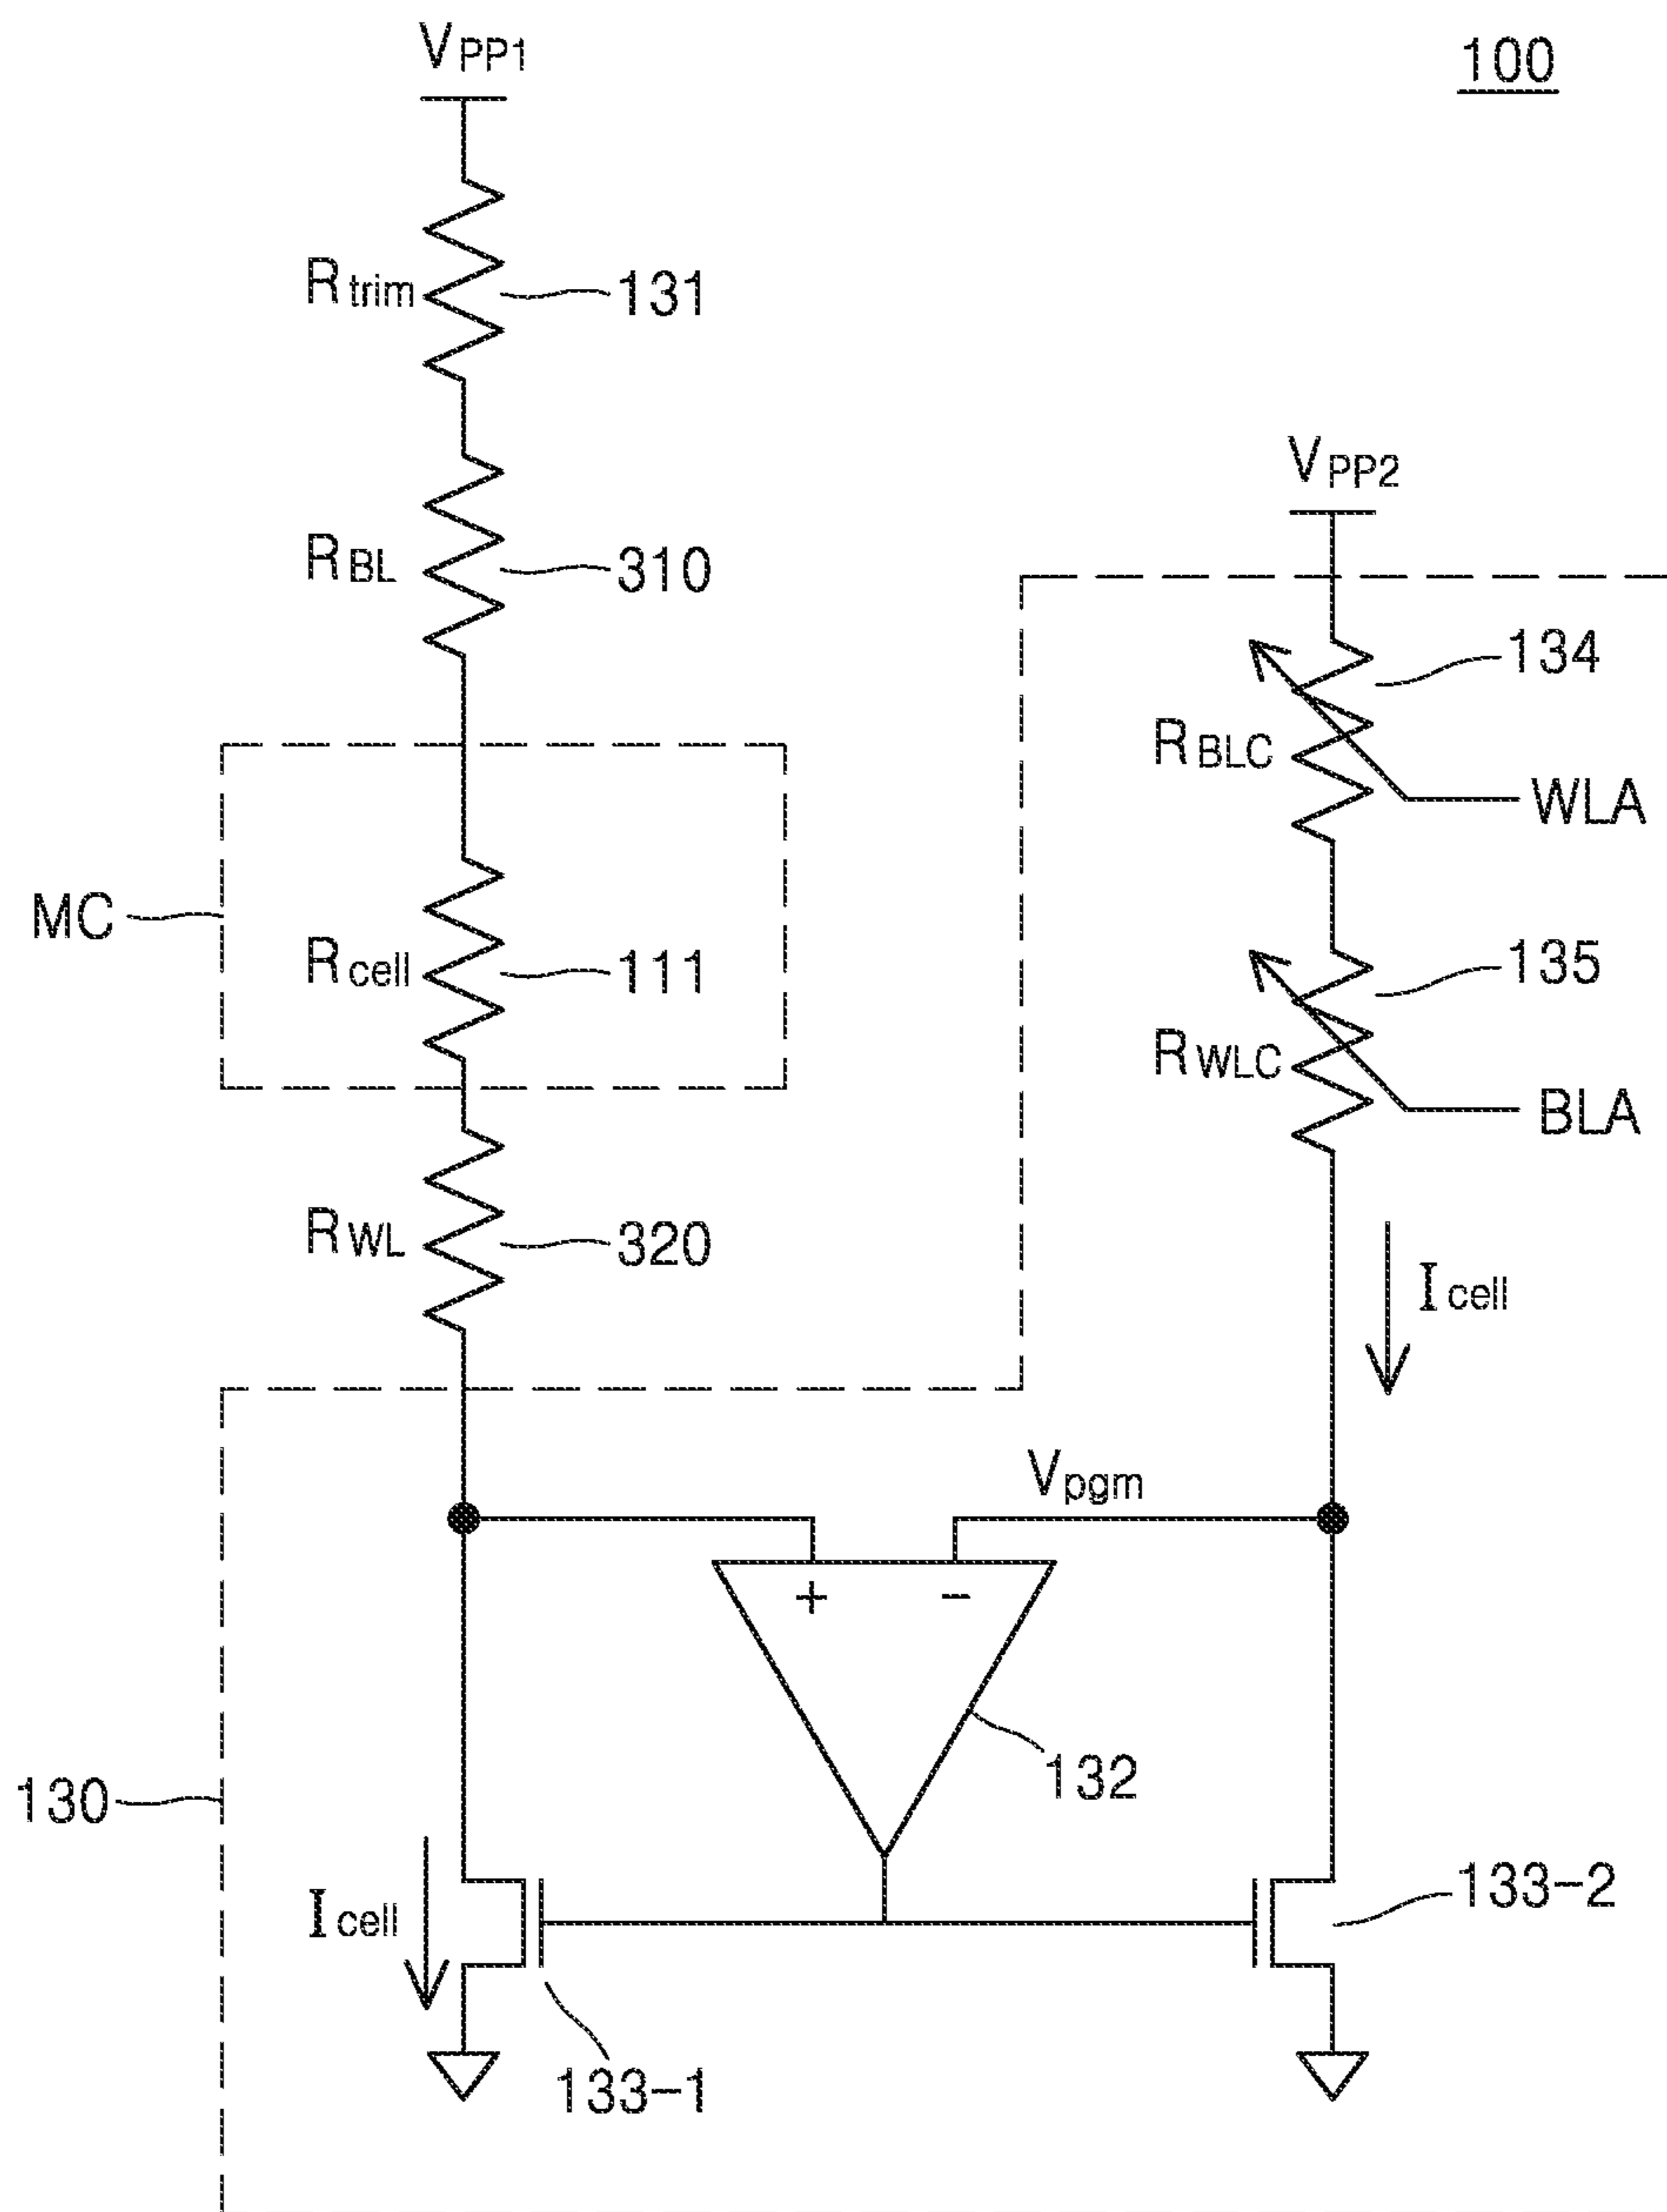 VPP1
100
Rtrim
131
VPP2
RBL
310
134
RBLC
WLA
MC
Rcell
111
135
RWLC
BLA
RWL
320
Icell
Vpgm
+
-
132
130
Icell
133-2
133-1